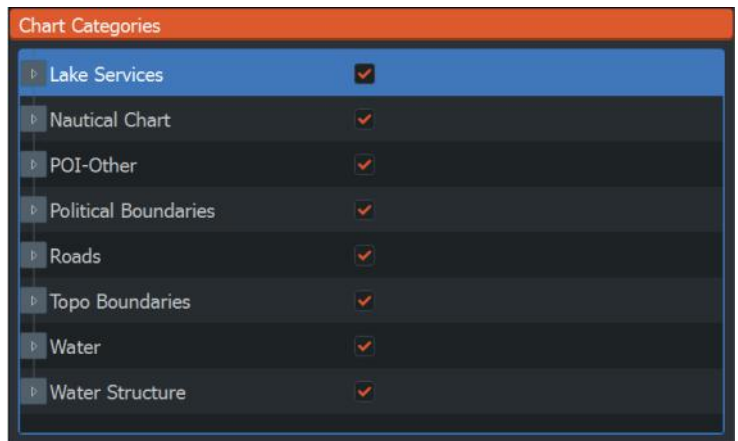 Chart Categories
Lake Services
Nautical Chart
POI-Other
Political Boundaries
Roads
Topo Boundaries
Water
Water Structure